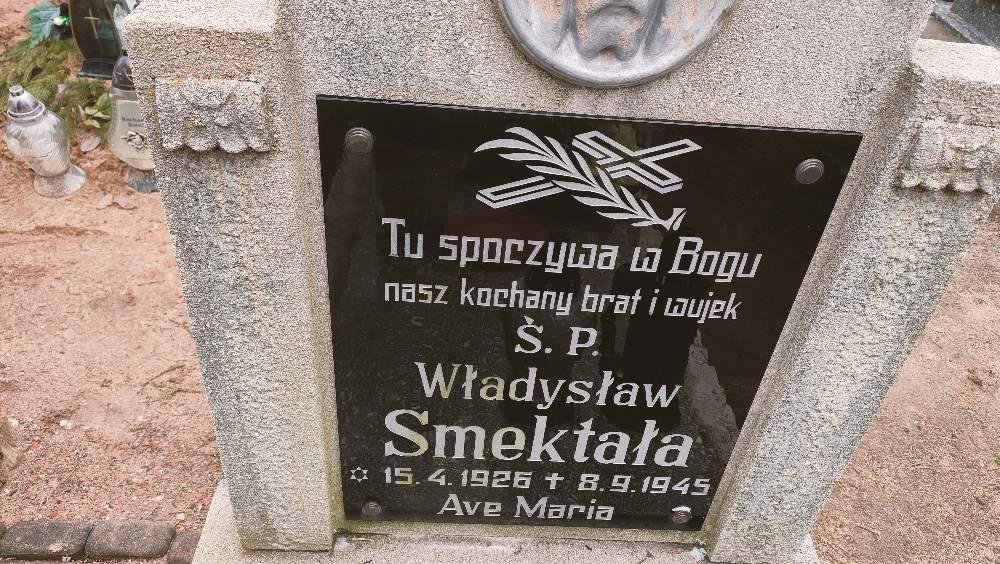 Tu spoczywa w Bogu
nasz kochany brat i wujek
Ś. P.
Władysław
Smektała
✡ 15.4.1926 ✝ 8.9.1945
Ave Maria